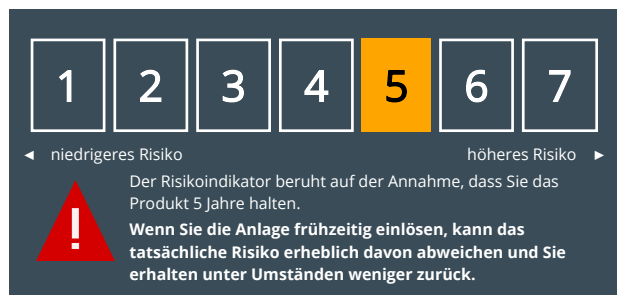 1 2 3 4 5 6 7
◄ niedrigeres Risiko höheres Risiko ►
Der Risikoindikator beruht auf der Annahme, dass Sie das
Produkt 5 Jahre halten.
Wenn Sie die Anlage frühzeitig einlösen, kann das
tatsächliche Risiko erheblich davon abweichen und Sie
erhalten unter Umständen weniger zurück.
!